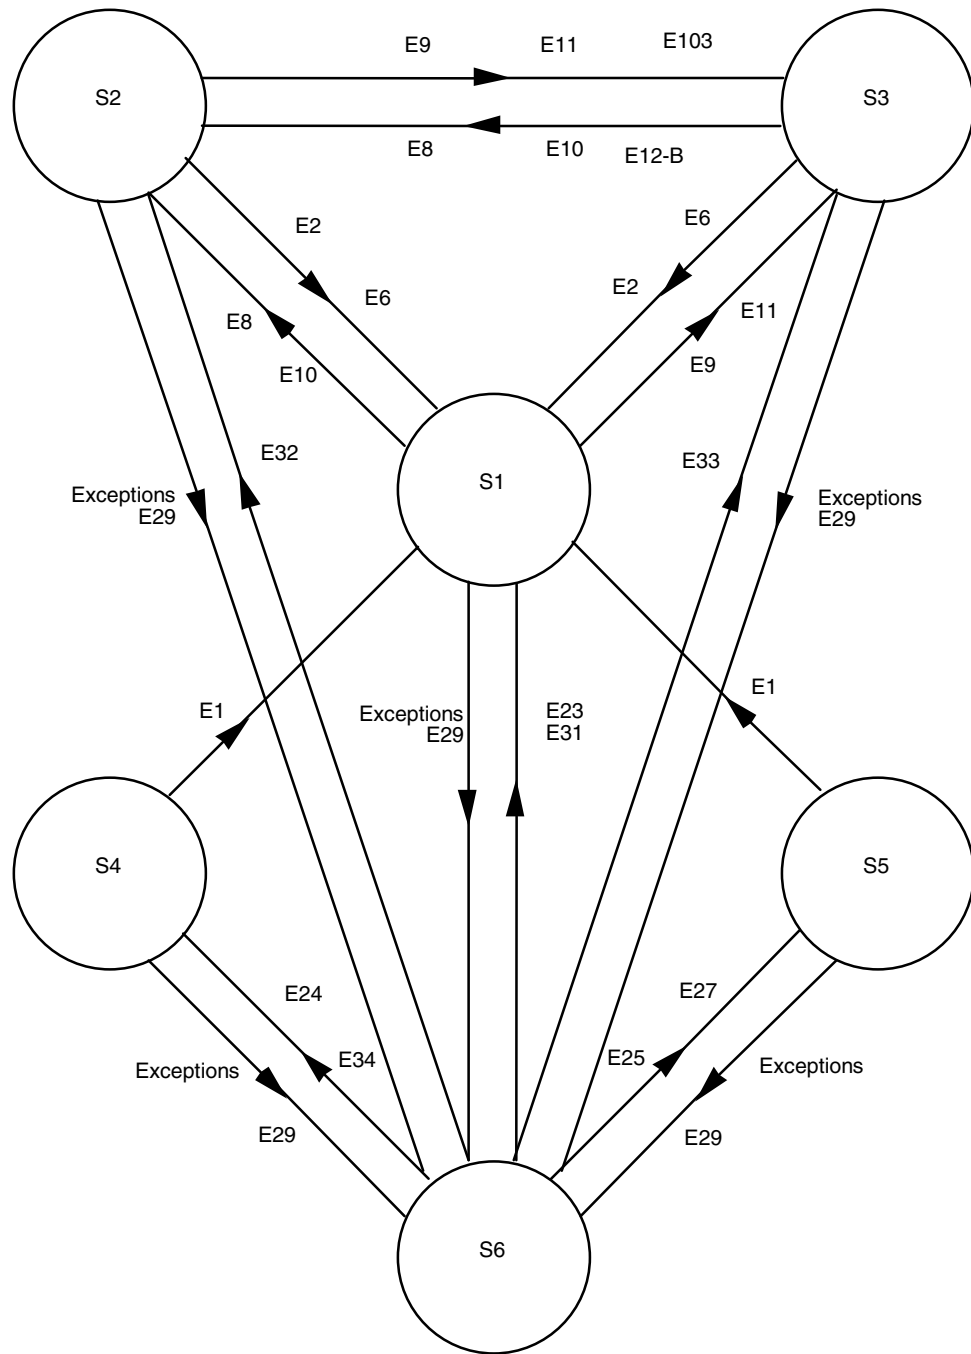 E9 E11 E103
S2 S3
E8 E10 E12-B
E2 E6
E6 E2
E8 E11
E10 E9
E32 S1 E33
Exceptions
E29
Exceptions
E29
E1 E1
Exceptions
E29
E23
E31
S4 S5
E24 E27
Exceptions E34 E25 Exceptions
E29 E29
S6